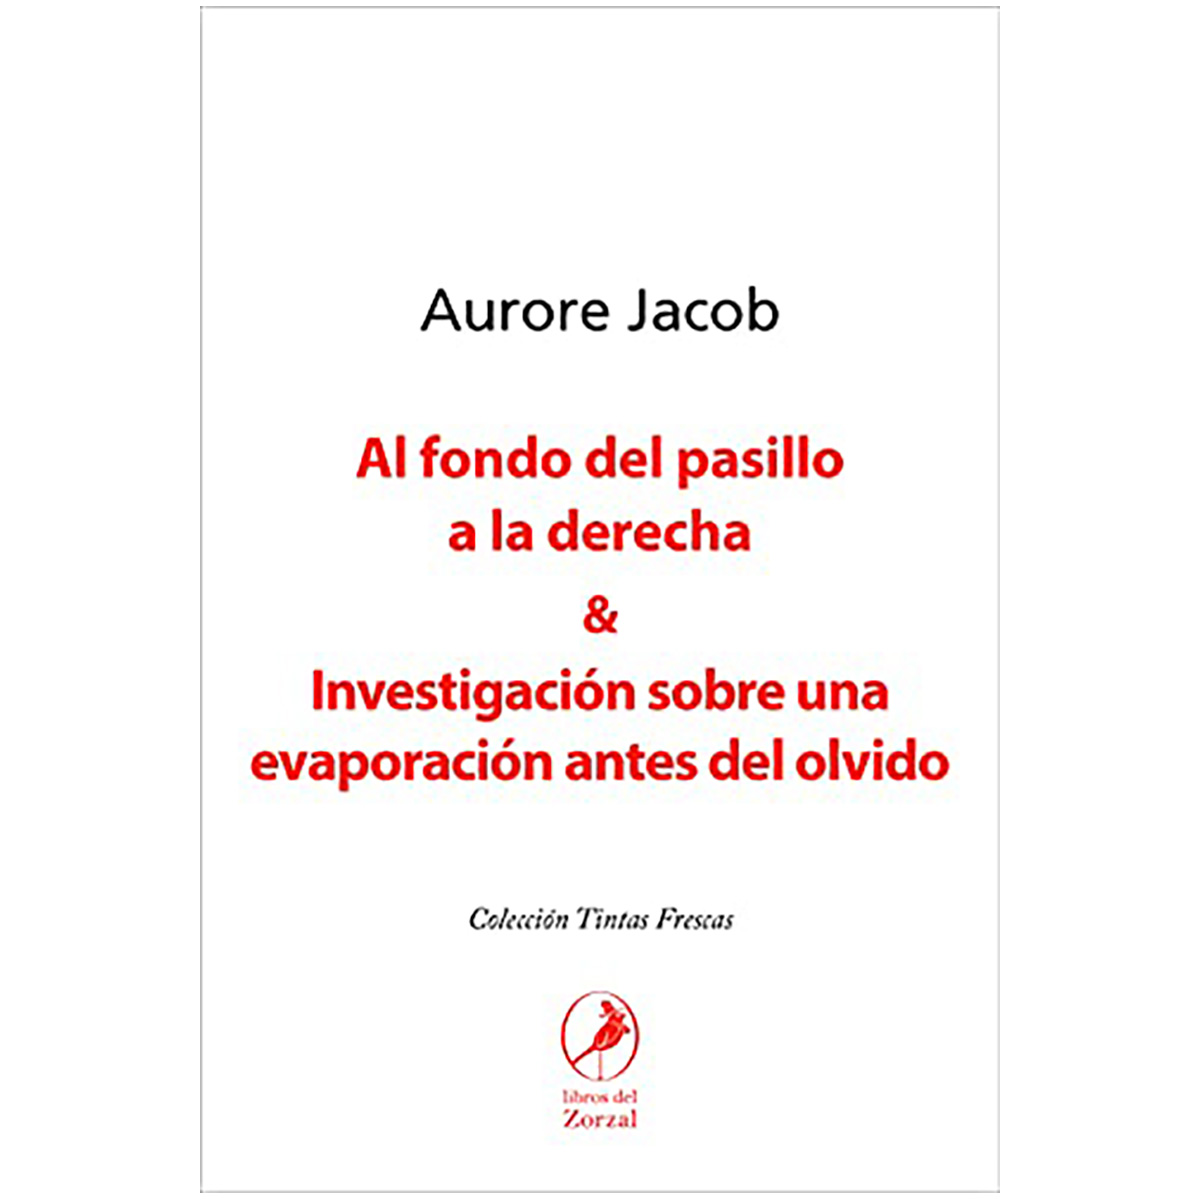 Aurore Jacob
Al fondo del pasillo
a la derecha
&
Investigación sobre una
evaporación antes del olvido
Colección Tintas Frescas
libros del
Zorzal